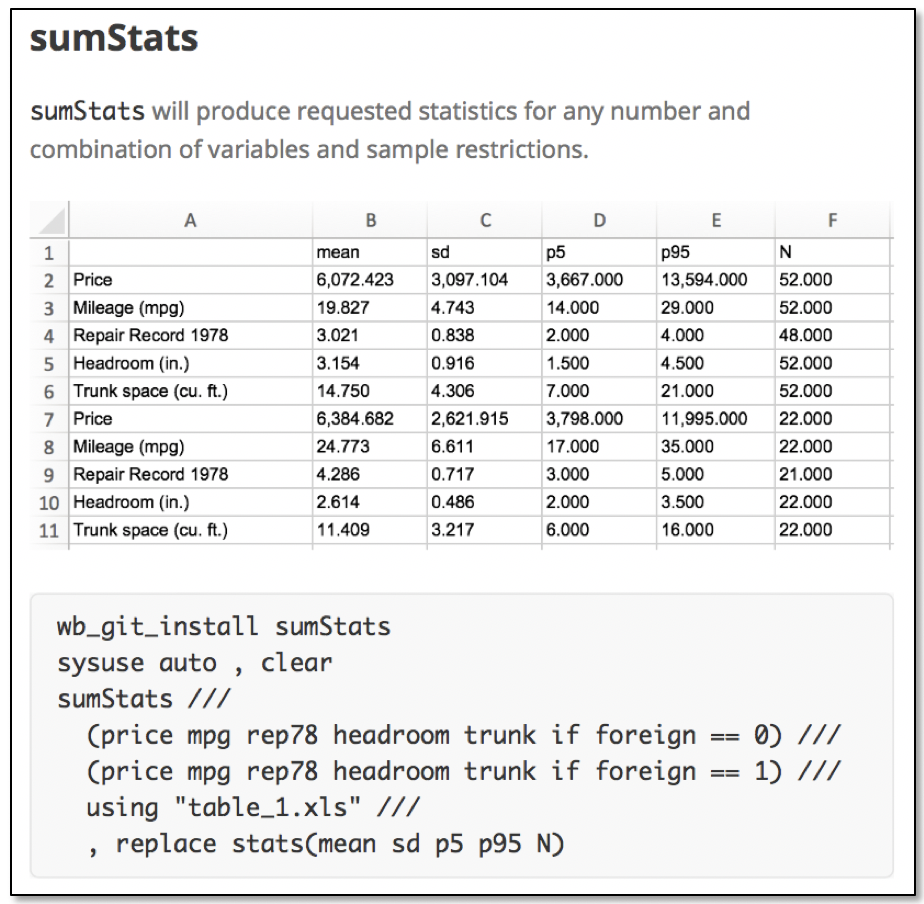 sumStats
sumStats will produce requested statistics for any number and
combination of variables and sample restrictions.
A B C D E F
1 mean sd p5 p95 N
2 Price 6,072.423 3,097.104 3,667.000 13,594.000 52.000
3 Mileage (mpg) 19.827 4.743 14.000 29.000 52.000
4 Repair Record 1978 3.021 0.838 2.000 4.000 48.000
5 Headroom (in.) 3.154 0.916 1.500 4.500 52.000
6 Trunk space (cu. ft.) 14.750 4.306 7.000 21.000 52.000
7 Price 6,384.682 2,621.915 3,798.000 11,995.000 22.000
8 Mileage (mpg) 24.773 6.611 17.000 35.000 22.000
9 Repair Record 1978 4.286 0.717 3.000 5.000 21.000
10 Headroom (in.) 2.614 0.486 2.000 3.500 22.000
11 Trunk space (cu. ft.) 11.409 3.217 6.000 16.000 22.000
wb_git_install sumStats
sysuse auto , clear
sumStats ///
(price mpg rep78 headroom trunk if foreign == 0) ///
(price mpg rep78 headroom trunk if foreign == 1) ///
using "table_1.xls" ///
, replace stats(mean sd p5 p95 N)